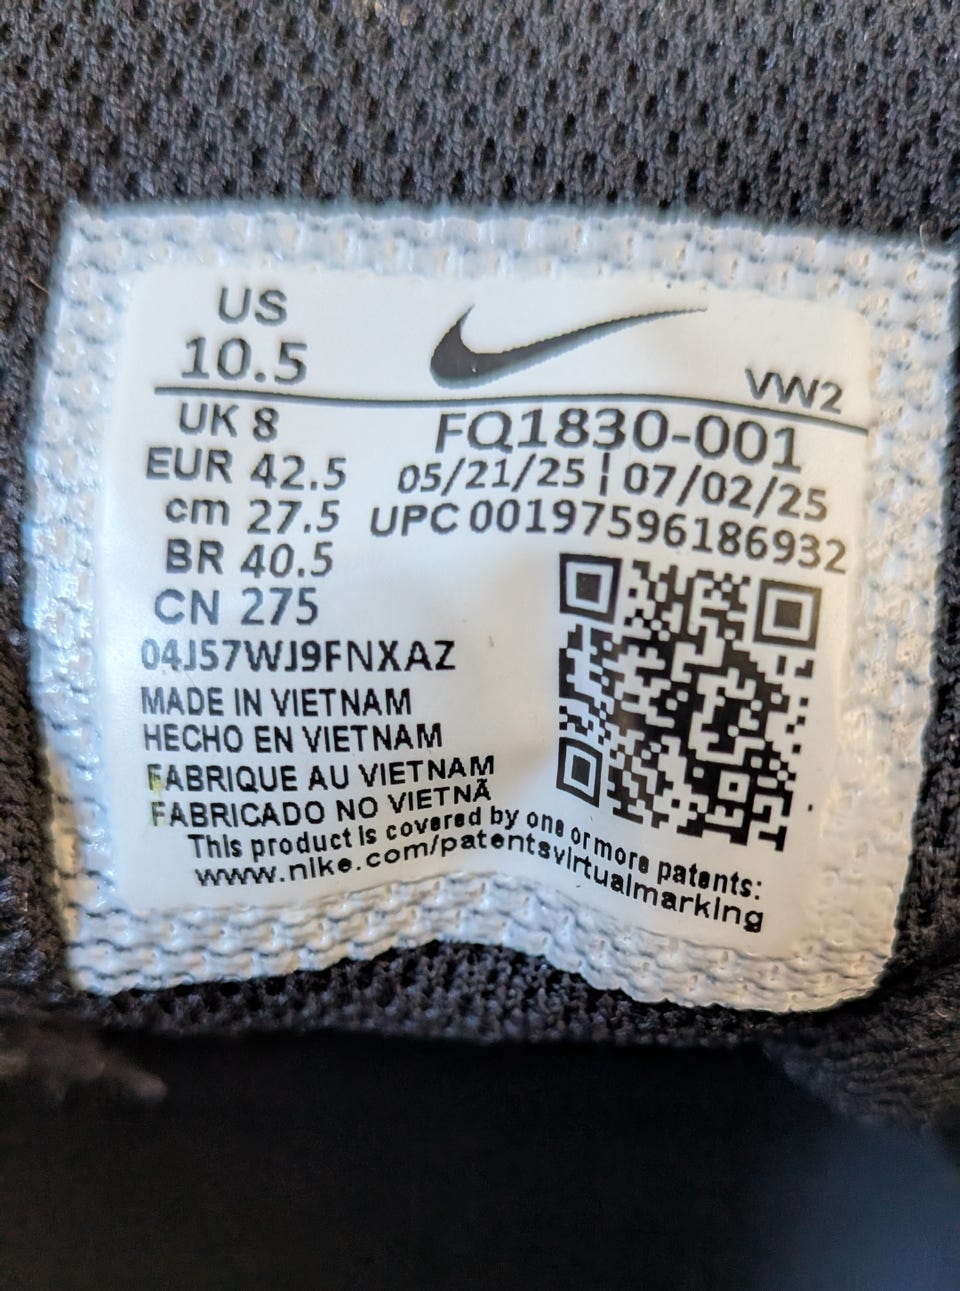 US
10.5
VW2
UK 8
FQ1830-001
EUR 42.5
05/21/25 | 07/02/25
cm 27.5
UPC 00197596186932
BR 40.5
CN 275
04J57WJ9FNXAZ
MADE IN VIETNAM
HECHO EN VIETNAM
FABRIQUE AU VIETNAM
FABRICADO NO VIETNÃ
This product is covered by one or more patents:
www.nike.com/patentsvirtualmarking